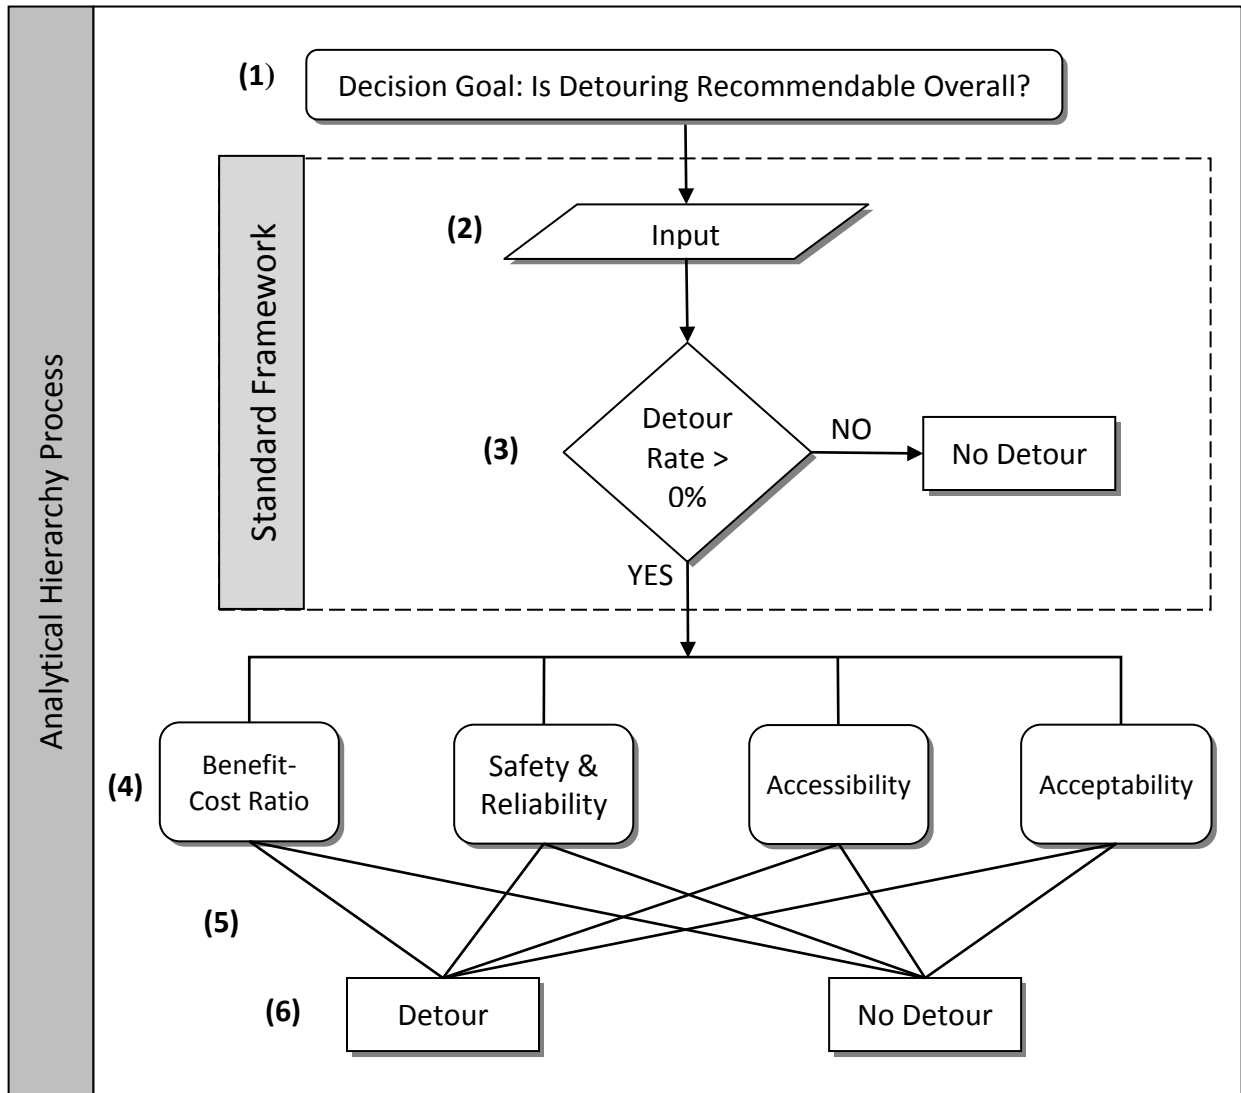 Analytical Hierarchy Process
(1)
Decision Goal: Is Detouring Recommendable Overall?
Standard Framework
(2)
Input
(3)
Detour
Rate >
0%
NO
No Detour
YES
(4)
Benefit-
Cost Ratio
Safety &
Reliability
Accessibility
Acceptability
(5)
(6)
Detour
No Detour